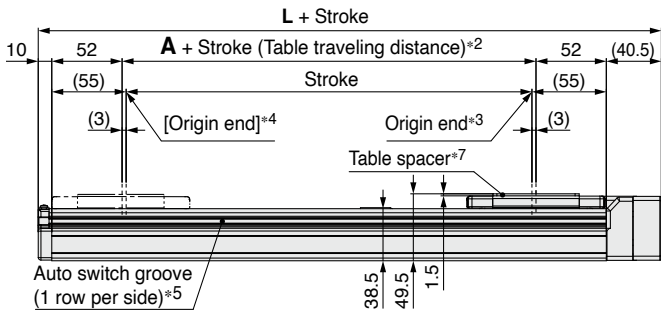 L + Stroke
10
52
A + Stroke (Table traveling distance)*2
52
(40.5)
(55)
Stroke
(55)
(3)
[Origin end]*4
Origin end*3
(3)
Table spacer*7
Auto switch groove
(1 row per side)*5
38.5
49.5
1.5